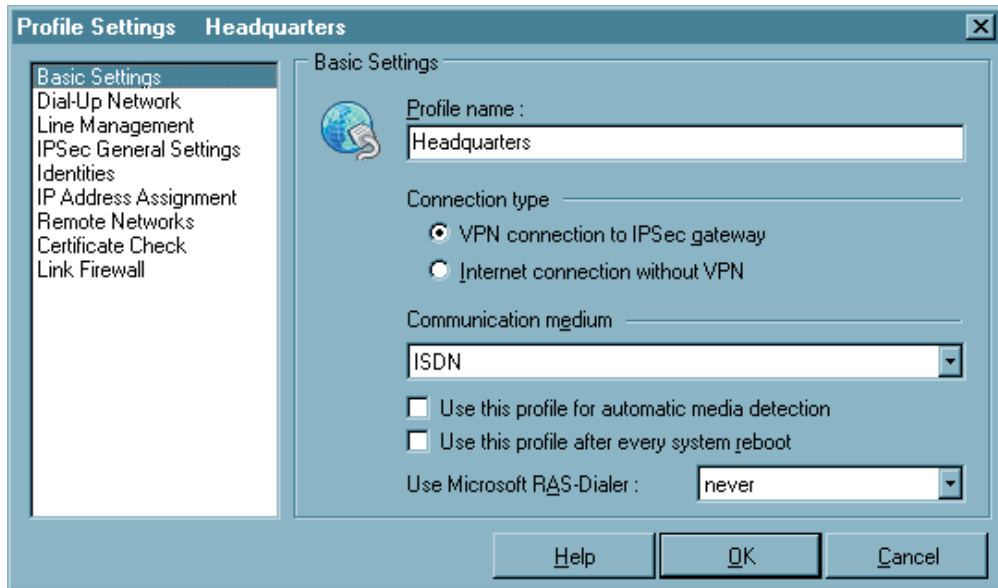 Profile Settings Headquarters
Basic Settings
Dial-Up Network
Line Management
IPSec General Settings
Identities
IP Address Assignment
Remote Networks
Certificate Check
Link Firewall
Basic Settings
Profile name :
Headquarters
Connection type
VPN connection to IPSec gateway
Internet connection without VPN
Communication medium
ISDN
Use this profile for automatic media detection
Use this profile after every system reboot
Use Microsoft RAS-Dialer : never
Help OK Cancel